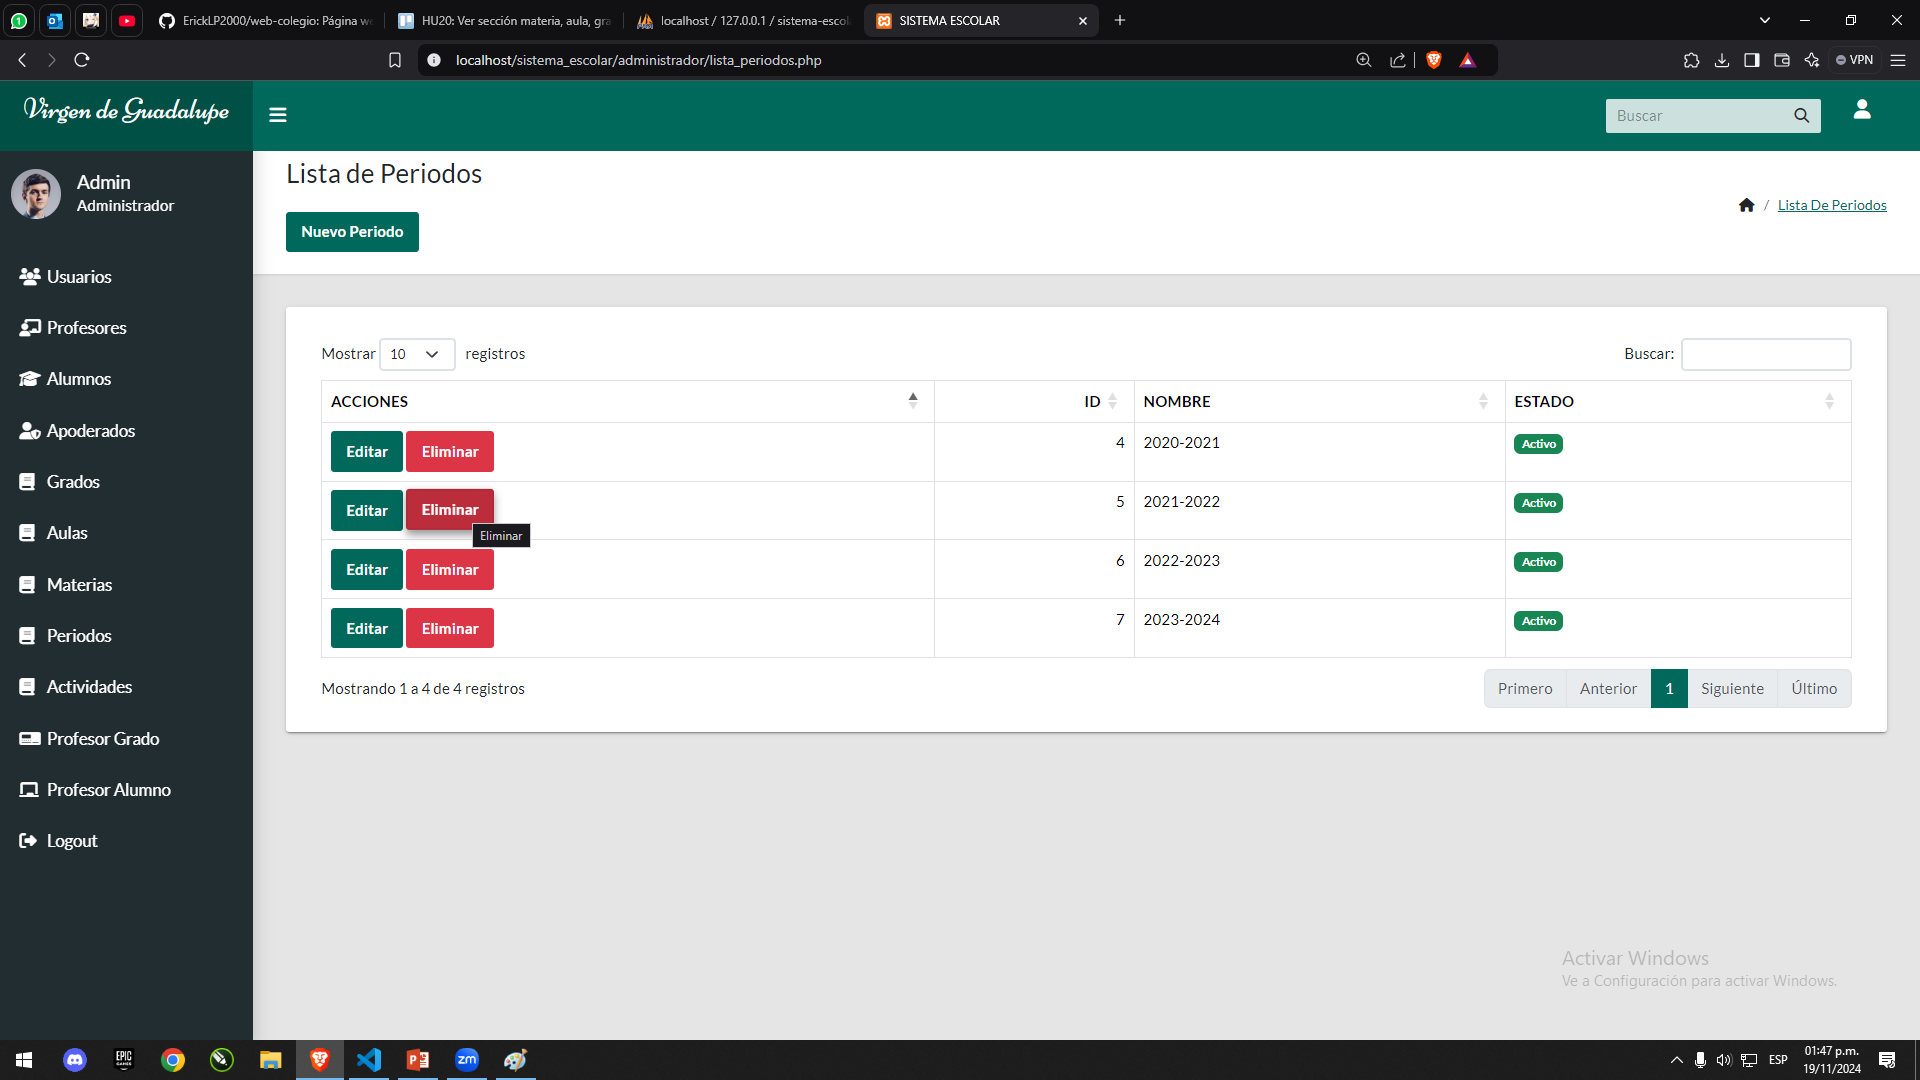 ErickLP2000/web-colegio: Página we
HU20: Ver sección materia, aula, gra
localhost / 127.0.0.1 / sistema-escol
SISTEMA ESCOLAR
localhost/sistema_escolar/administrador/lista_periodos.php
VPN
Virgen de Guadalupe
Buscar
Admin
Administrador
Usuarios
Profesores
Alumnos
Apoderados
Grados
Aulas
Materias
Periodos
Actividades
Profesor Grado
Profesor Alumno
Logout
Lista de Periodos
Nuevo Periodo
/ Lista De Periodos
Mostrar 10 registros
Buscar:
ACCIONES ID NOMBRE ESTADO
Editar Eliminar 4 2020-2021 Activo
Editar Eliminar 5 2021-2022 Activo
Eliminar
Editar Eliminar 6 2022-2023 Activo
Editar Eliminar 7 2023-2024 Activo
Mostrando 1 a 4 de 4 registros
Primero Anterior 1 Siguiente Último
Activar Windows
Ve a Configuración para activar Windows.
EPIC
GAMES
zm
ESP
01:47 p.m.
19/11/2024